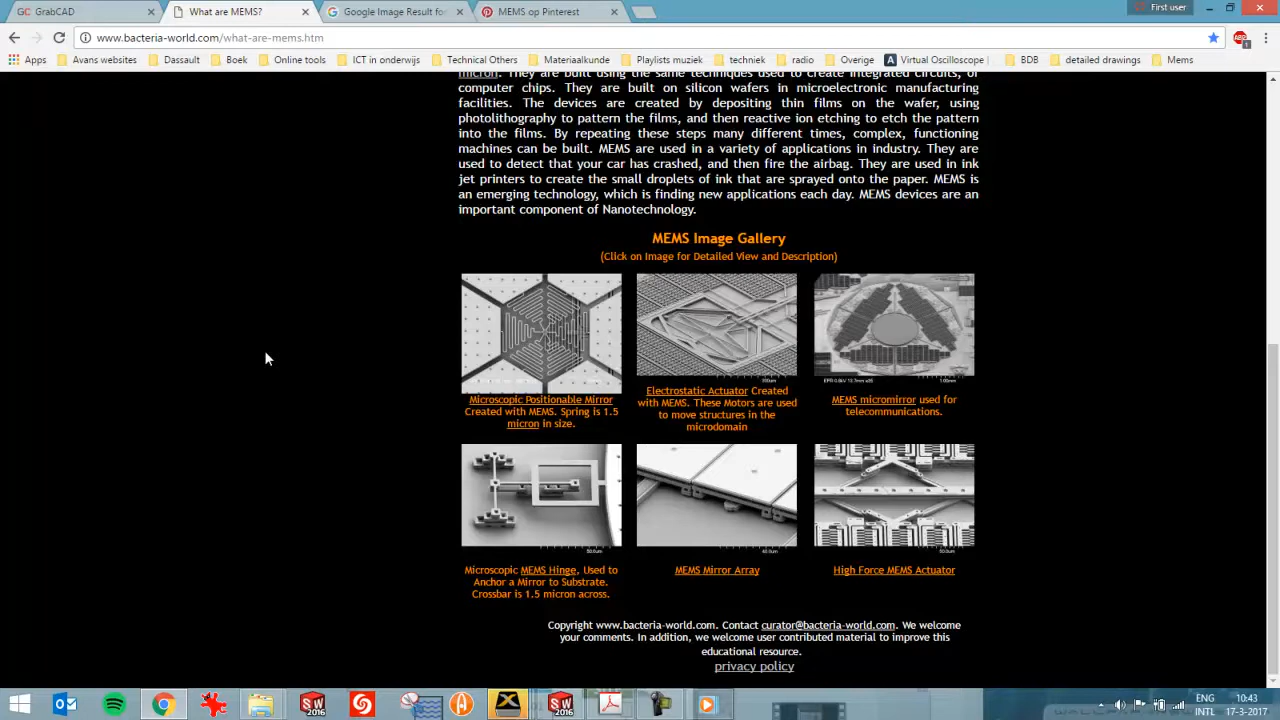 GrabCAD
What are MEMS?
Google Image Result for
MEMS op Pinterest
First user
www.bacteria-world.com/what-are-mems.htm
Apps
Avans websites
Dassault
Boek
Online tools
ICT in onderwijs
Technical Others
Materiaalkunde
Playlists muziek
techniek
radio
Overige
Virtual Oscilloscope
BDB
detailed drawings
Mems
micron. They are built using the same techniques used to create integrated circuits, or
computer chips. They are built on silicon wafers in microelectronic manufacturing
facilities. The devices are created by depositing thin films on the wafer, using
photolithography to pattern the films, and then reactive ion etching to etch the pattern
into the films. By repeating these steps many different times, complex, functioning
machines can be built. MEMS are used in a variety of applications in industry. They are
used to detect that your car has crashed, and then fire the airbag. They are used in ink
jet printers to create the small droplets of ink that are sprayed onto the paper. MEMS is
an emerging technology, which is finding new applications each day. MEMS devices are an
important component of Nanotechnology.
MEMS Image Gallery
(Click on Image for Detailed View and Description)
Microscopic Positionable Mirror
Created with MEMS. Spring is 1.5
micron in size.
Electrostatic Actuator Created
with MEMS. These Motors are used
to move structures in the
microdomain
MEMS micromirror used for
telecommunications.
50.0um
40.0um
50.0um
Microscopic MEMS Hinge, Used to
Anchor a Mirror to Substrate.
Crossbar is 1.5 micron across.
MEMS Mirror Array
High Force MEMS Actuator
Copyright www.bacteria-world.com. Contact curator@bacteria-world.com. We welcome
your comments. In addition, we welcome user contributed material to improve this
educational resource.
privacy policy
ENG
INTL
10:43
17-3-2017